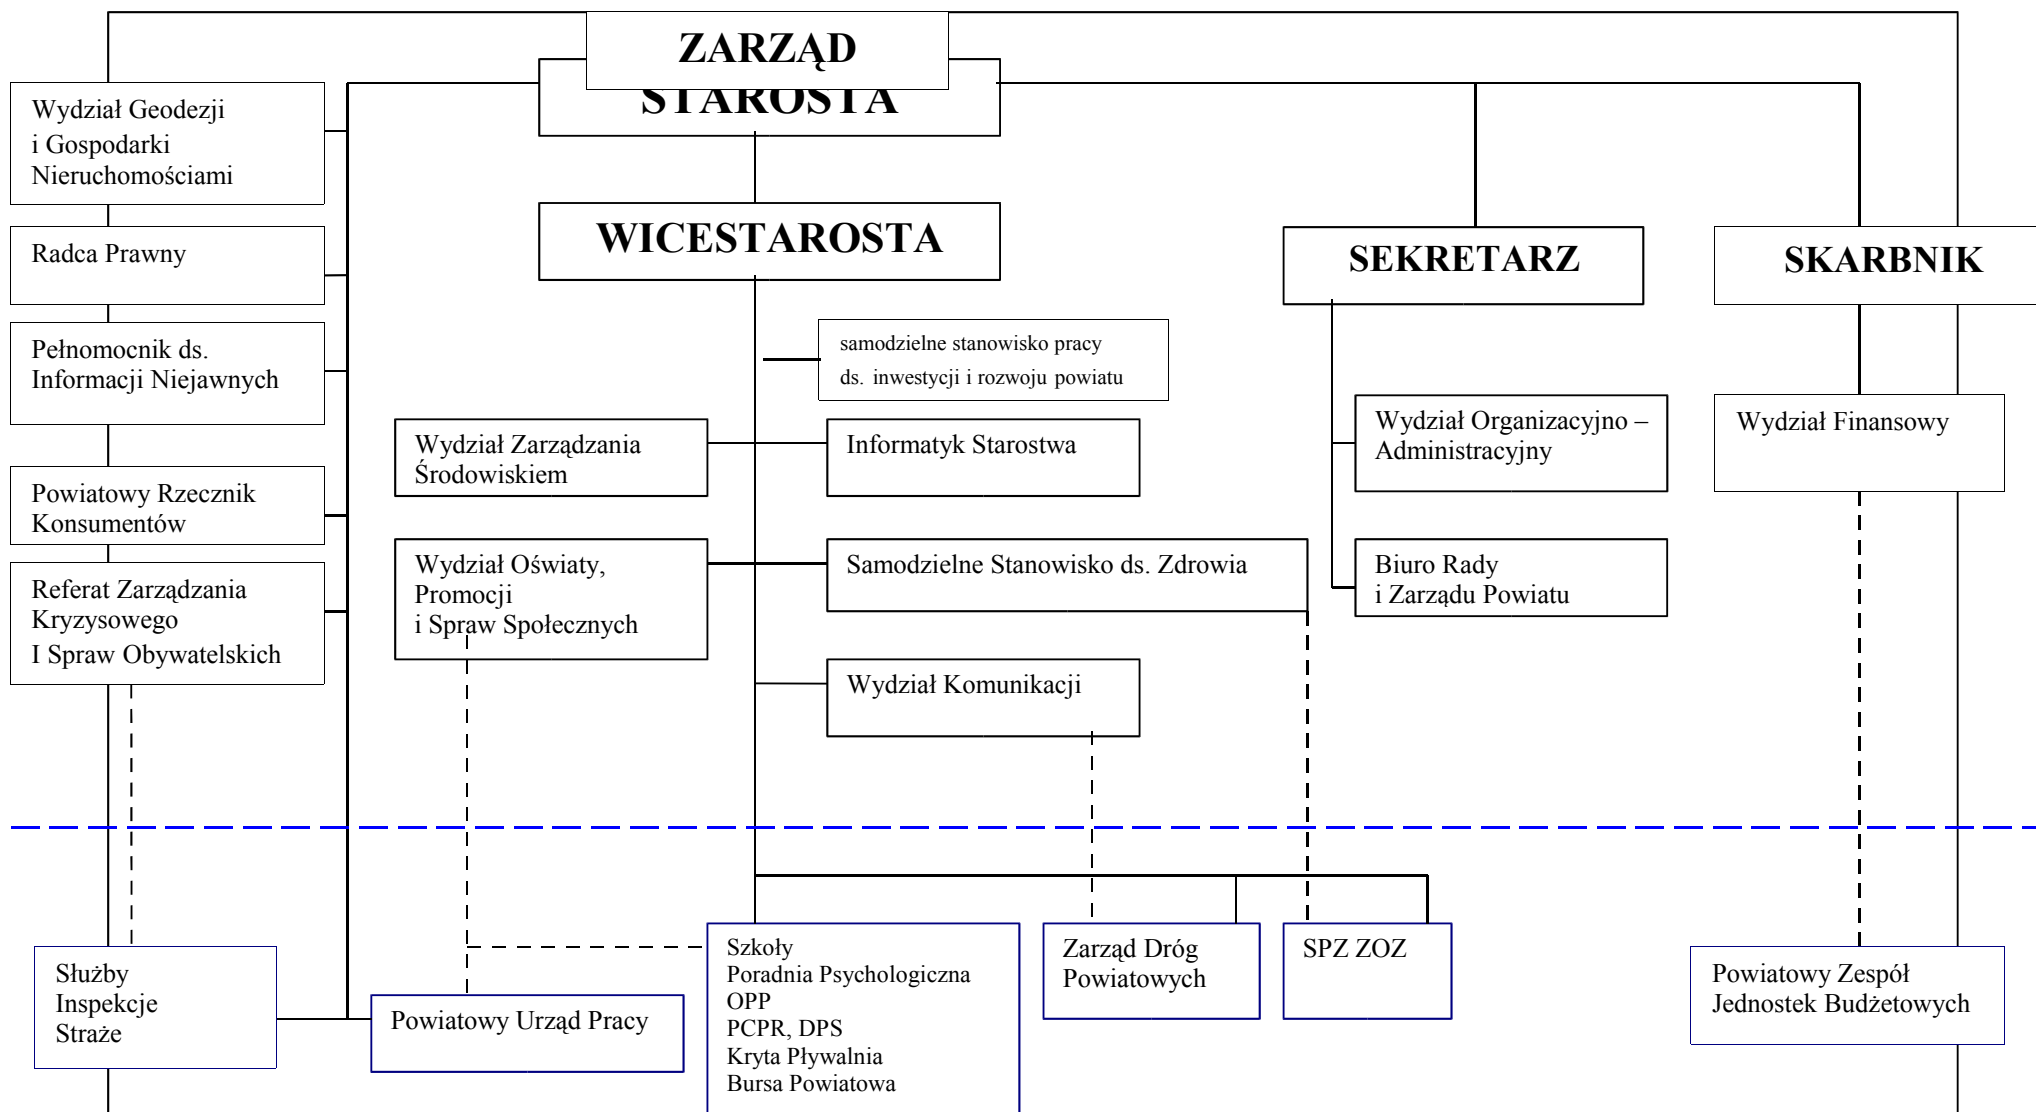 ZARZĄD
STAROSTA
Wydział Geodezji
i Gospodarki
Nieruchomościami
Radca Prawny
Pełnomocnik ds.
Informacji Niejawnych
Powiatowy Rzecznik
Konsumentów
Referat Zarządzania
Kryzysowego
I Spraw Obywatelskich
WICESTAROSTA
samodzielne stanowisko pracy
ds. inwestycji i rozwoju powiatu
Wydział Zarządzania
Środowiskiem
Informatyk Starostwa
Wydział Oświaty,
Promocji
i Spraw Społecznych
Samodzielne Stanowisko ds. Zdrowia
Wydział Komunikacji
SEKRETARZ
Wydział Organizacyjno –
Administracyjny
Biuro Rady
i Zarządu Powiatu
SKARBNIK
Wydział Finansowy
Służby
Inspekcje
Straże
Powiatowy Urząd Pracy
Szkoły
Poradnia Psychologiczna
OPP
PCPR, DPS
Kryta Pływalnia
Bursa Powiatowa
Zarząd Dróg
Powiatowych
SPZ ZOZ
Powiatowy Zespół
Jednostek Budżetowych